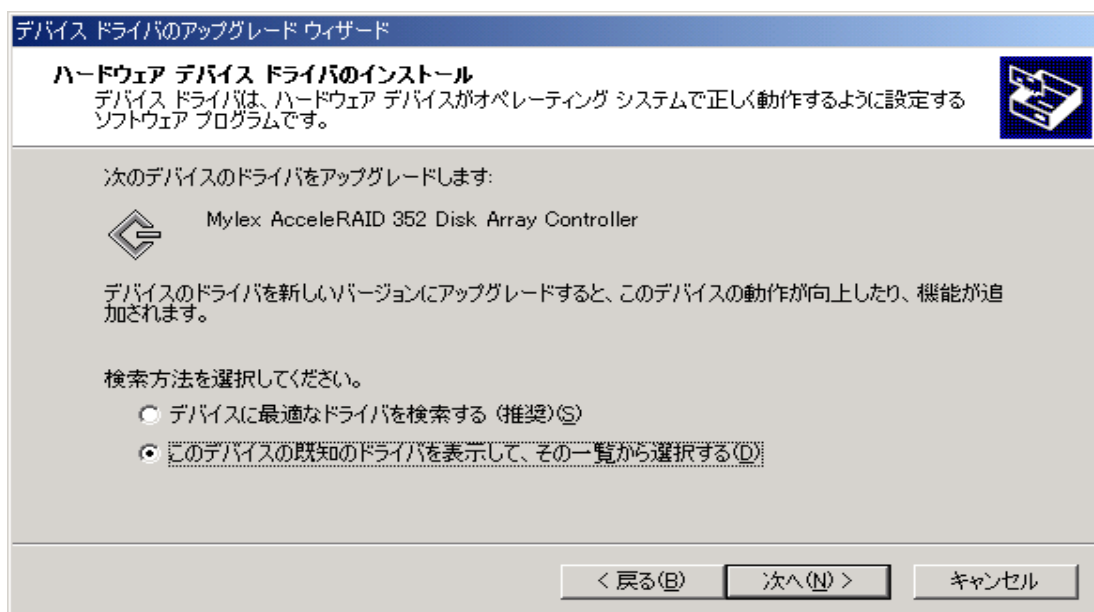 デバイス ドライバのアップグレード ウィザード
ハードウェア デバイス ドライバのインストール
デバイス ドライバは、ハードウェア デバイスがオペレーティング システムで正しく動作するように設定する
ソフトウェア プログラムです。
次のデバイスのドライバをアップグレードします:
Mylex AcceleRAID 352 Disk Array Controller
デバイスのドライバを新しいバージョンにアップグレードすると、このデバイスの動作が向上したり、機能が追
加されます。
検索方法を選択してください。
デバイスに最適なドライバを検索する (推奨)(S)
このデバイスの既知のドライバを表示して、その一覧から選択する(D)
< 戻る(B)
次へ(N) >
キャンセル